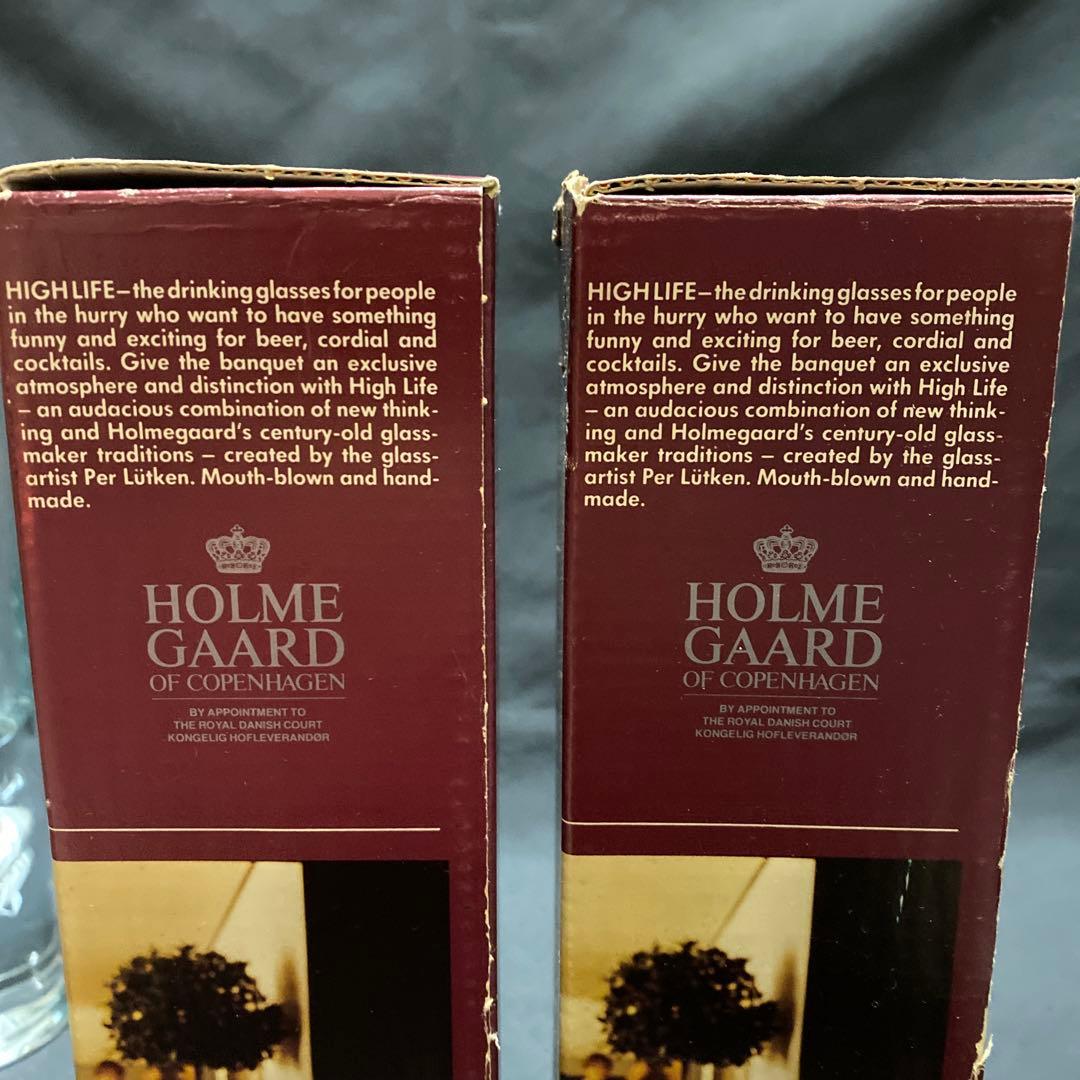 HIGH LIFE – the drinking glasses for people
in the hurry who want to have something
funny and exciting for beer, cordial and
cocktails. Give the banquet an exclusive
atmosphere and distinction with High Life
– an audacious combination of new think-
ing and Holmegaard's century-old glass-
maker traditions – created by the glass-
artist Per Lütken. Mouth-blown and hand-
made.
HOLME
GAARD
OF COPENHAGEN
BY APPOINTMENT TO
THE ROYAL DANISH COURT
KONGELIG HOFLEVERANDØR
HIGH LIFE – the drinking glasses for people
in the hurry who want to have something
funny and exciting for beer, cordial and
cocktails. Give the banquet an exclusive
atmosphere and distinction with High Life
– an audacious combination of new think-
ing and Holmegaard's century-old glass-
maker traditions – created by the glass-
artist Per Lütken. Mouth-blown and hand-
made.
HOLME
GAARD
OF COPENHAGEN
BY APPOINTMENT TO
THE ROYAL DANISH COURT
KONGELIG HOFLEVERANDØR